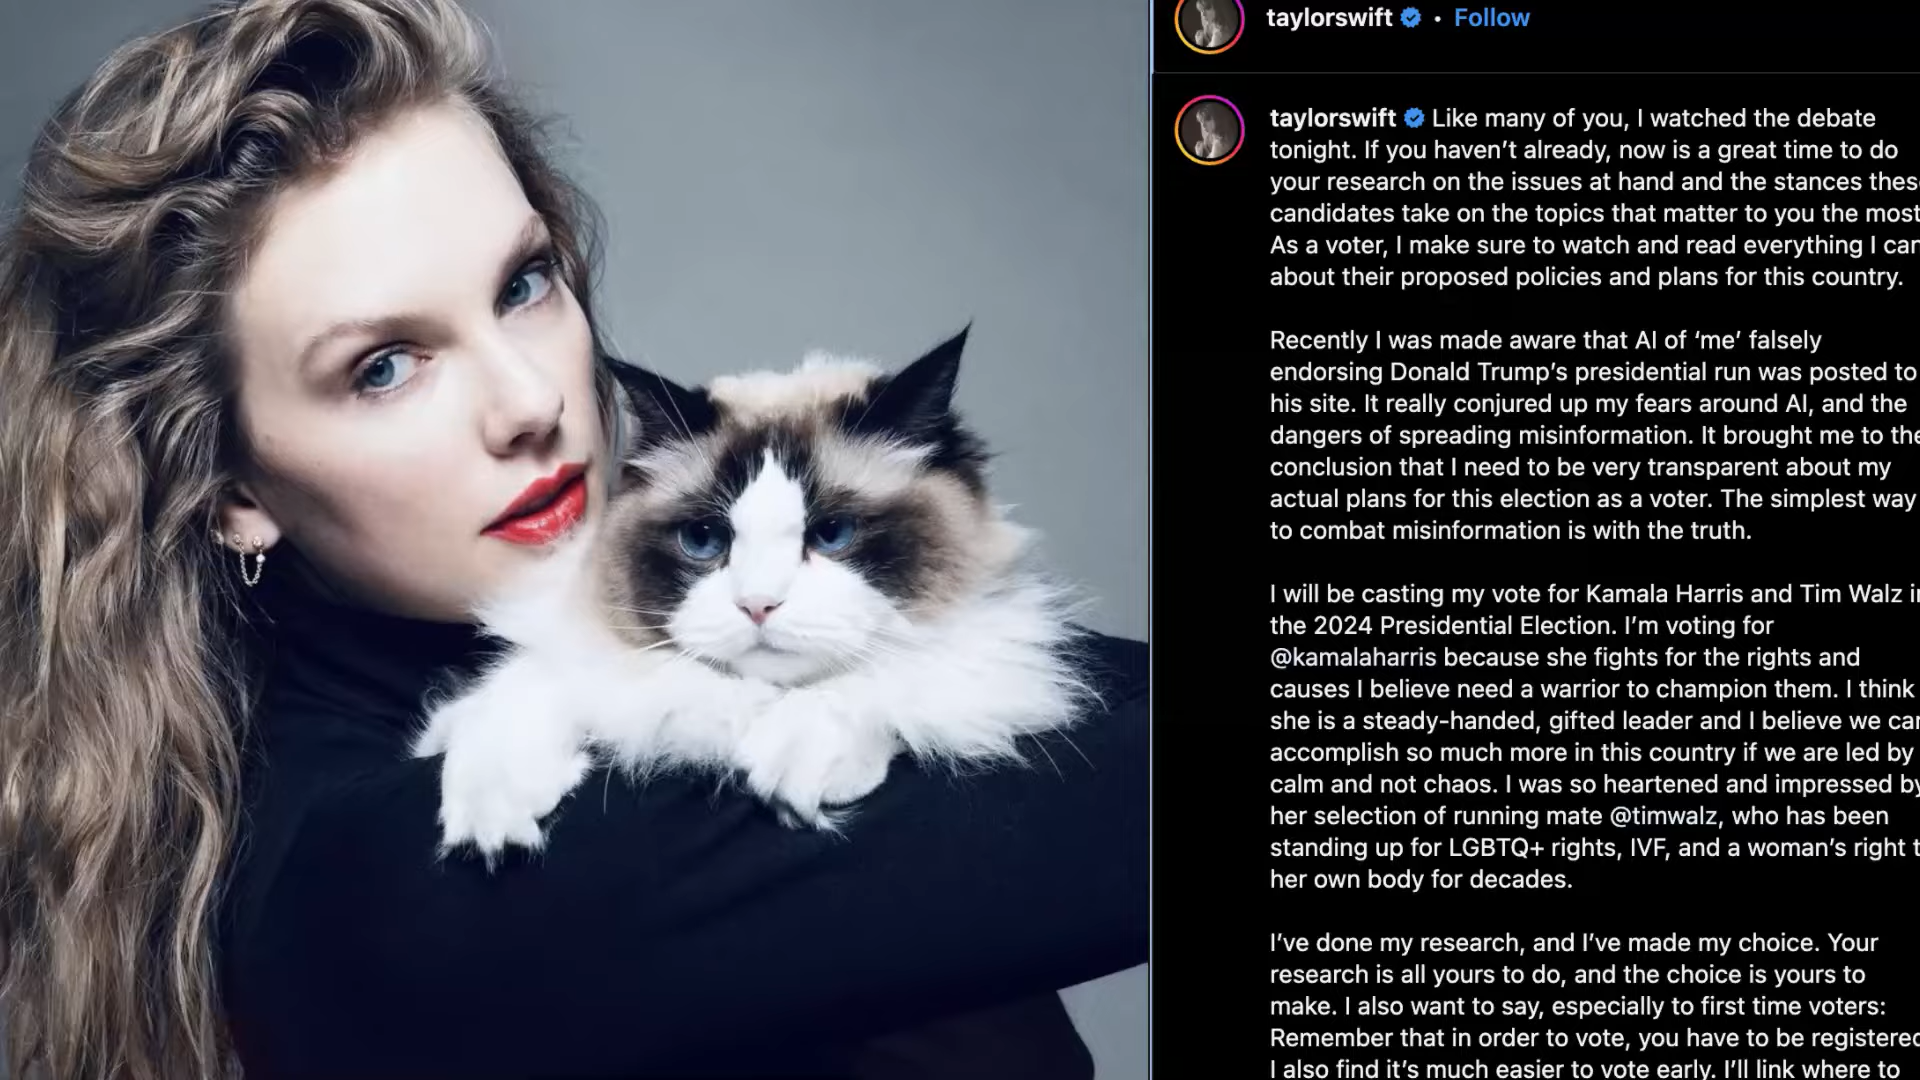 taylorswift • Follow
taylorswift Like many of you, I watched the debate
tonight. If you haven’t already, now is a great time to do
your research on the issues at hand and the stances these
candidates take on the topics that matter to you the most
As a voter, I make sure to watch and read everything I can
about their proposed policies and plans for this country.
Recently I was made aware that AI of ‘me’ falsely
endorsing Donald Trump’s presidential run was posted to
his site. It really conjured up my fears around AI, and the
dangers of spreading misinformation. It brought me to the
conclusion that I need to be very transparent about my
actual plans for this election as a voter. The simplest way
to combat misinformation is with the truth.
I will be casting my vote for Kamala Harris and Tim Walz in
the 2024 Presidential Election. I’m voting for
@kamalaharris because she fights for the rights and
causes I believe need a warrior to champion them. I think
she is a steady-handed, gifted leader and I believe we can
accomplish so much more in this country if we are led by
calm and not chaos. I was so heartened and impressed by
her selection of running mate @timwalz, who has been
standing up for LGBTQ+ rights, IVF, and a woman’s right t
her own body for decades.
I’ve done my research, and I’ve made my choice. Your
research is all yours to do, and the choice is yours to
make. I also want to say, especially to first time voters:
Remember that in order to vote, you have to be registered
I also find it’s much easier to vote early. I’ll link where to